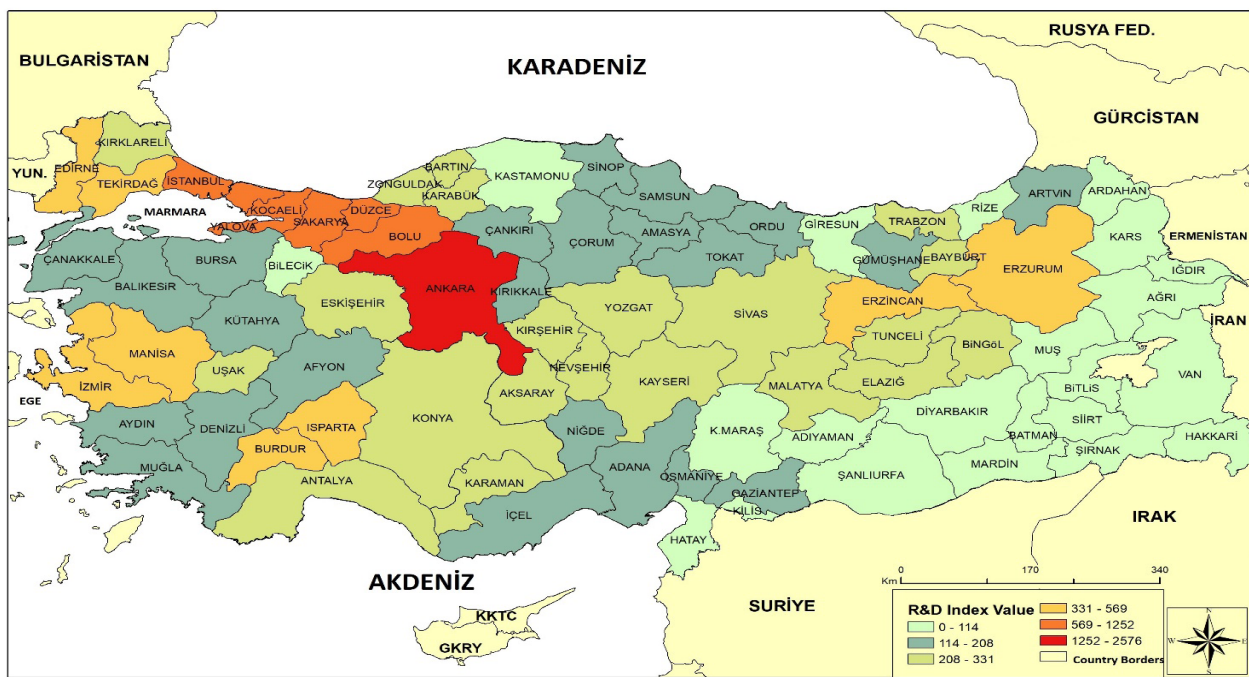 RUSYA FED.
BULGARİSTAN
KARADENİZ
GÜRCİSTAN
KIRKLARELİ
BARTIN
SİNOP
EDİRNE
YUN.
TEKİRDAĞ
İSTANBUL
ZONGULDAK
KASTAMONU
KARABÜK
SAMSUN
ARTVİN
ARDAHAN
MARMARA
KOCAELİ
DÜZCE
SAKARYA
YALOVA
BOLU
ÇANKIRI
ÇORUM
AMASYA
ORDU
GİRESUN
TRABZON
RİZE
KARS
ERMENİSTAN
ÇANAKKALE
BURSA
BİLECİK
TOKAT
GÜMÜŞHANE
BAYBURT
ERZURUM
IĞDIR
BALIKESİR
ESKİŞEHİR
ANKARA
KIRIKKALE
YOZGAT
SİVAS
ERZİNCAN
AĞRI
İRAN
KÜTAHYA
KIRŞEHİR
TUNCELİ
BİNGöL
MANİSA
UŞAK
AFYON
NEVŞEHİR
KAYSERİ
MALATYA
ELAZIĞ
MUŞ
VAN
BİTLİS
İZMİR
EGE
AKSARAY
KONYA
AYDIN
DENİZLİ
ISPARTA
BURDUR
NİĞDE
K.MARAŞ
ADIYAMAN
DİYARBAKIR
BATMAN
SİİRT
HAKKARİ
ŞIRNAK
MARDİN
MUĞLA
ANTALYA
KARAMAN
ADANA
OSMANİYE
GAZİANTEP
ŞANLIURFA
KİLİS
İÇEL
HATAY
IRAK
AKDENİZ
SURİYE
KKTC
GKRY
0 170 340
Km
R&D Index Value
0 - 114
114 - 208
208 - 331
331 - 569
569 - 1252
1252 - 2576
Country Borders
N
W E
S